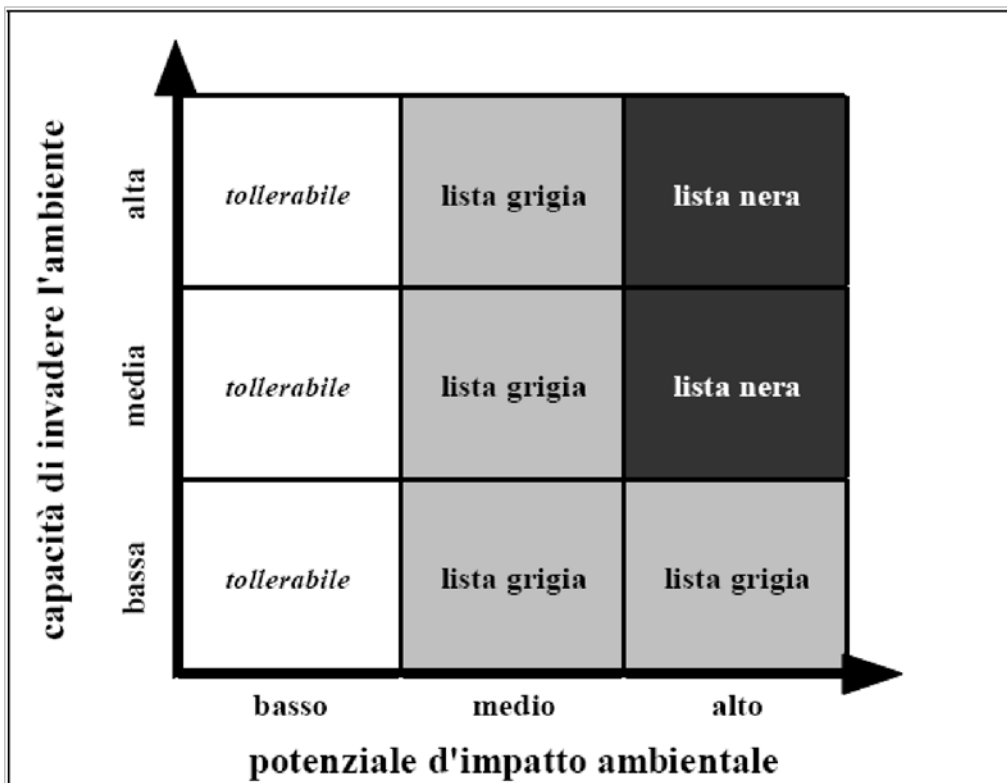 capacità di invadere l'ambiente
alta
tollerabile lista grigia lista nera
media
tollerabile lista grigia lista nera
bassa
tollerabile lista grigia lista grigia
basso medio alto
potenziale d'impatto ambientale